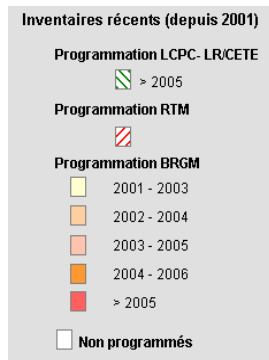 Inventaires récents (depuis 2001)
Programmation LCPC- LR/CETE
> 2005
Programmation RTM
Programmation BRGM
2001 - 2003
2002 - 2004
2003 - 2005
2004 - 2006
> 2005
Non programmés